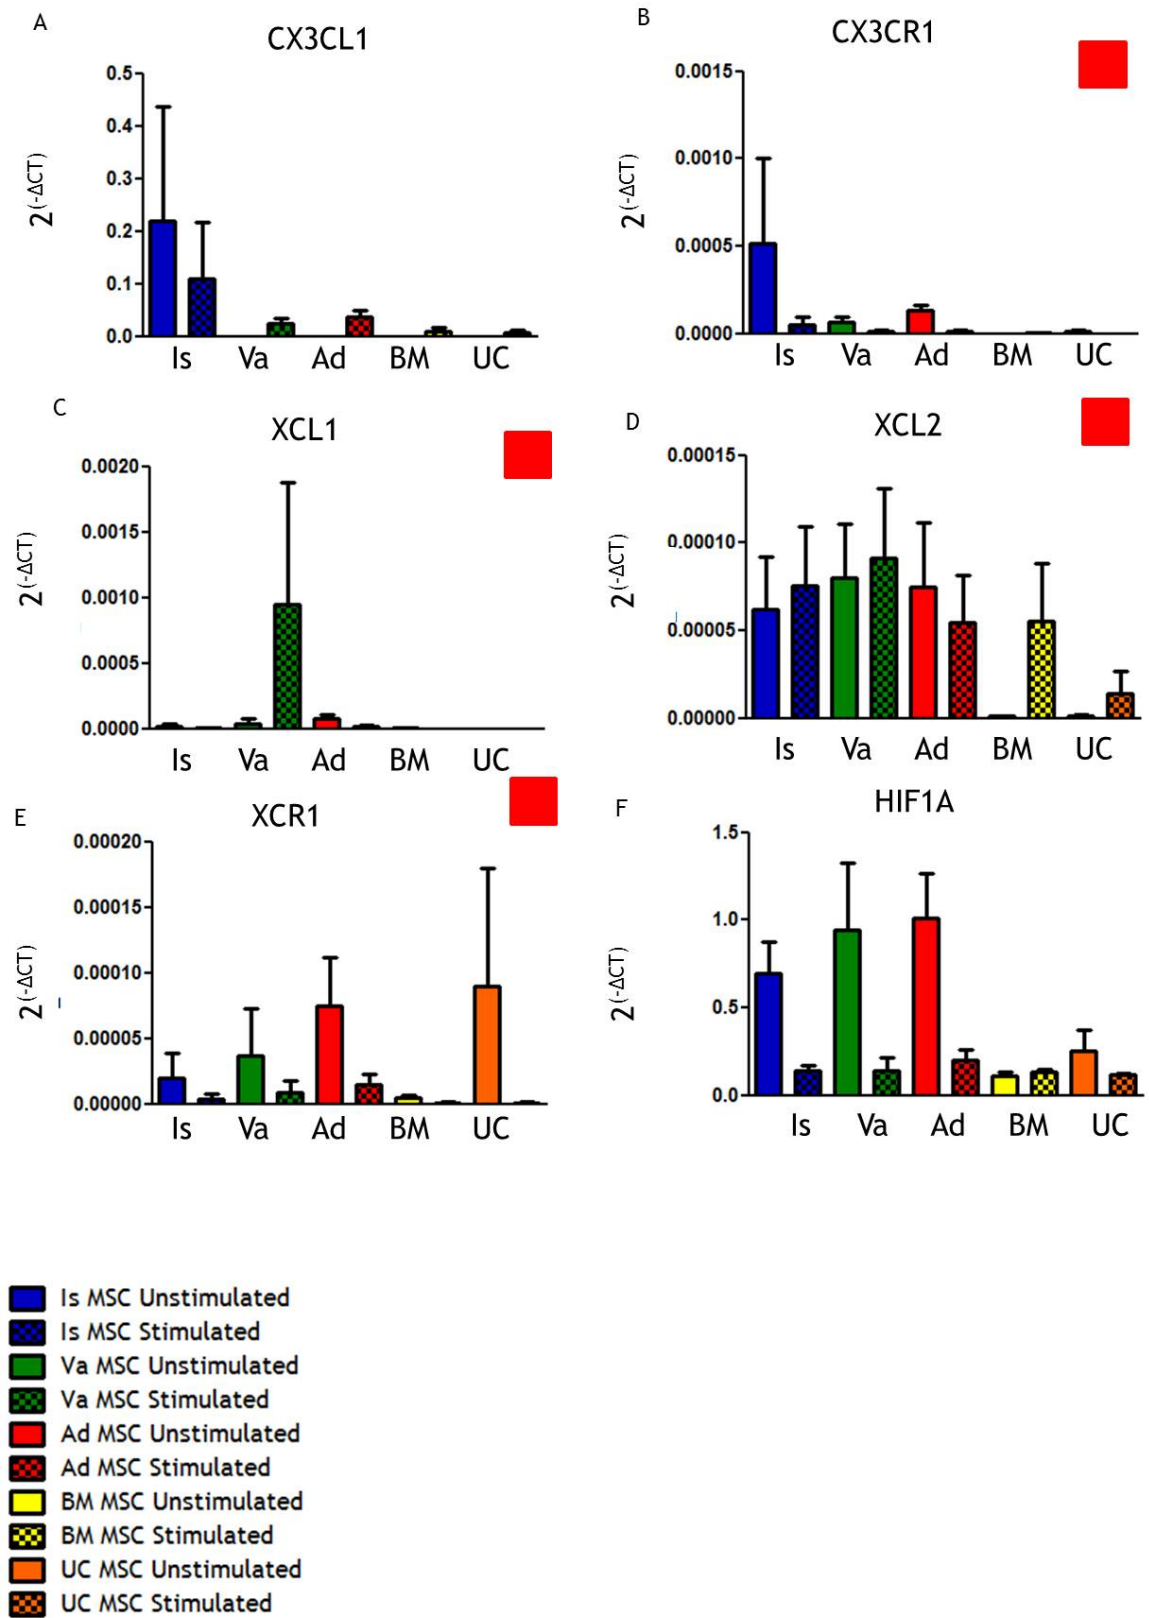 A
CX3CL1
0.5
0.4
0.3
0.2
0.1
0.0
2(-ΔCT)
Is Va Ad BM UC
B
CX3CR1
0.0015
0.0010
0.0005
0.0000
2(-ΔCT)
Is Va Ad BM UC
C
XCL1
0.0020
0.0015
0.0010
0.0005
0.0000
2(-ΔCT)
Is Va Ad BM UC
D
XCL2
0.00015
0.00010
0.00005
0.00000
2(-ΔCT)
Is Va Ad BM UC
E
XCR1
0.00020
0.00015
0.00010
0.00005
0.00000
2(-ΔCT)
Is Va Ad BM UC
F
HIF1A
1.5
1.0
0.5
0.0
2(-ΔCT)
Is Va Ad BM UC
Is MSC Unstimulated
Is MSC Stimulated
Va MSC Unstimulated
Va MSC Stimulated
Ad MSC Unstimulated
Ad MSC Stimulated
BM MSC Unstimulated
BM MSC Stimulated
UC MSC Unstimulated
UC MSC Stimulated